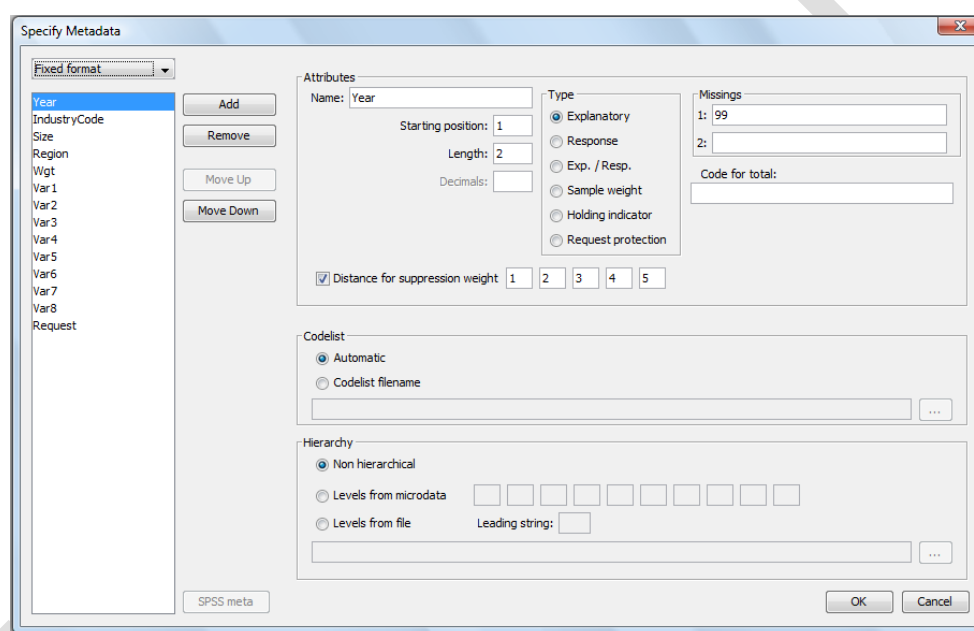 Specify Metadata
X
Fixed format
Year
IndustryCode
Size
Region
Wgt
Var1
Var2
Var3
Var4
Var5
Var6
Var7
Var8
Request
Add
Remove
Move Up
Move Down
SPSS meta
Attributes
Name: Year
Starting position: 1
Length: 2
Decimals:
Type
Explanatory
Response
Exp. / Resp.
Sample weight
Holding indicator
Request protection
Missings
1: 99
2:
Code for total:
Distance for suppression weight 1 2 3 4 5
Codelist
Automatic
Codelist filename
...
Hierarchy
Non hierarchical
Levels from microdata
Levels from file Leading string:
...
OK Cancel